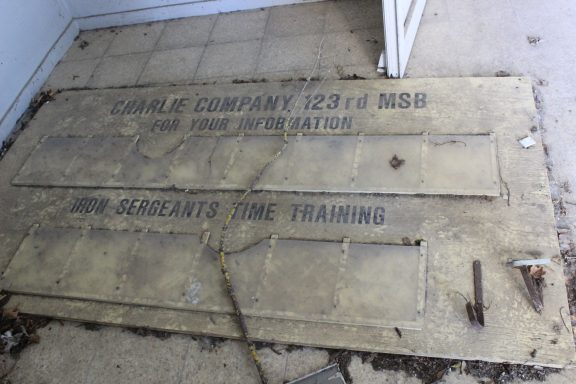 CHARLIE COMPANY 123rd MSB
FOR YOUR INFORMATION
IRON SERGEANTS TIME TRAINING